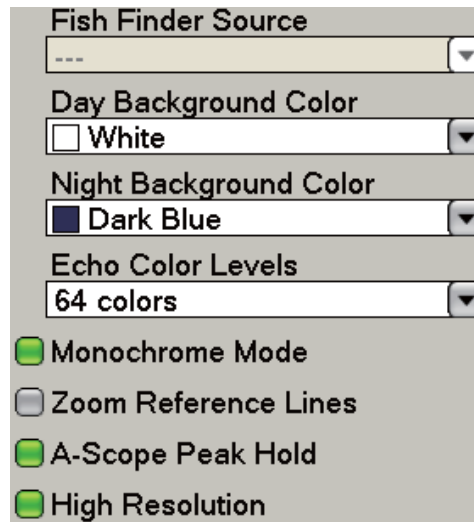 Fish Finder Source
---
Day Background Color
White
Night Background Color
Dark Blue
Echo Color Levels
64 colors
Monochrome Mode
Zoom Reference Lines
A-Scope Peak Hold
High Resolution